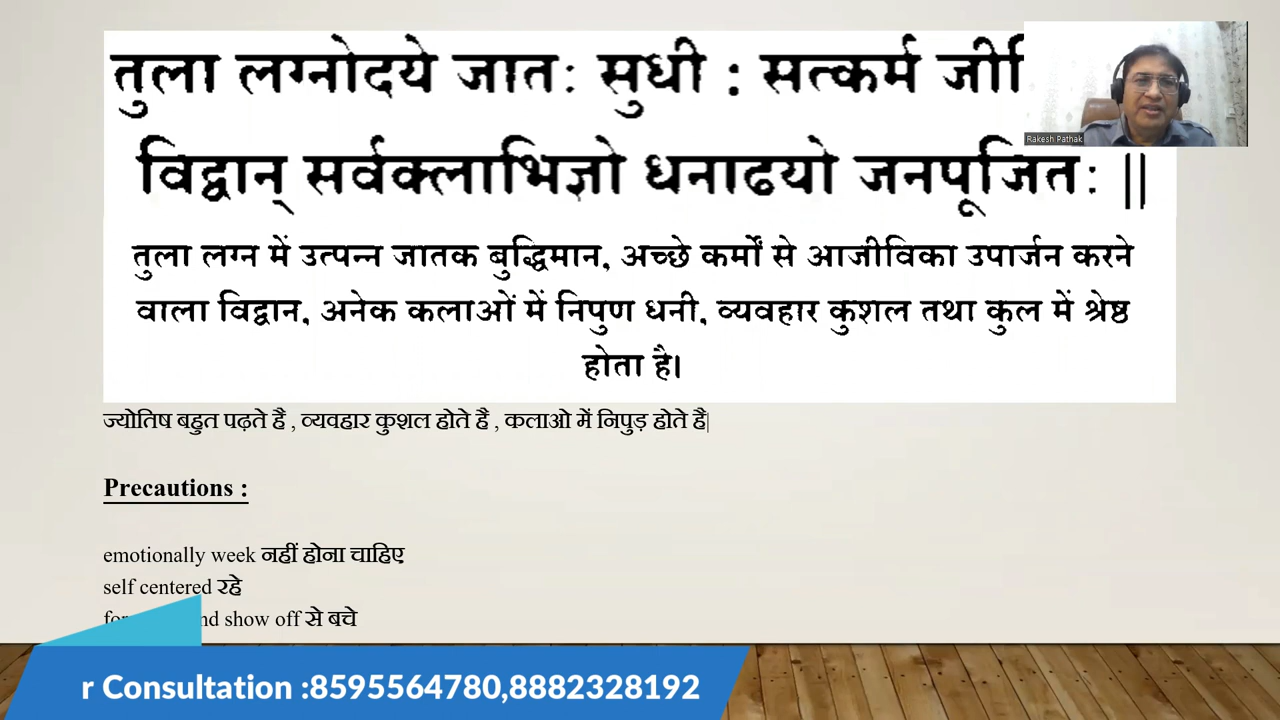 तुला लग्नोदये जातः सुधी : सत्कर्म
Rakesh Pathak
विद्वान् सर्वक्लाभिज्ञो धनाढयो जनपूजितः ||
तुला लग्न में उत्पन्न जातक बुद्धिमान, अच्छे कर्मों से आजीविका उपार्जन करने
वाला विद्वान, अनेक कलाओं में निपुण धनी, व्यवहार कुशल तथा कुल में श्रेष्ठ
होता है।
ज्योतिष बहुत पढ़ते हैं , व्यवहार कुशल होते है , कलाओ में निपुड़ होते हैं
Precautions :
emotionally week नहीं होना चाहिए
self centered रहे
show off से बचे
r Consultation :8595564780,8882328192